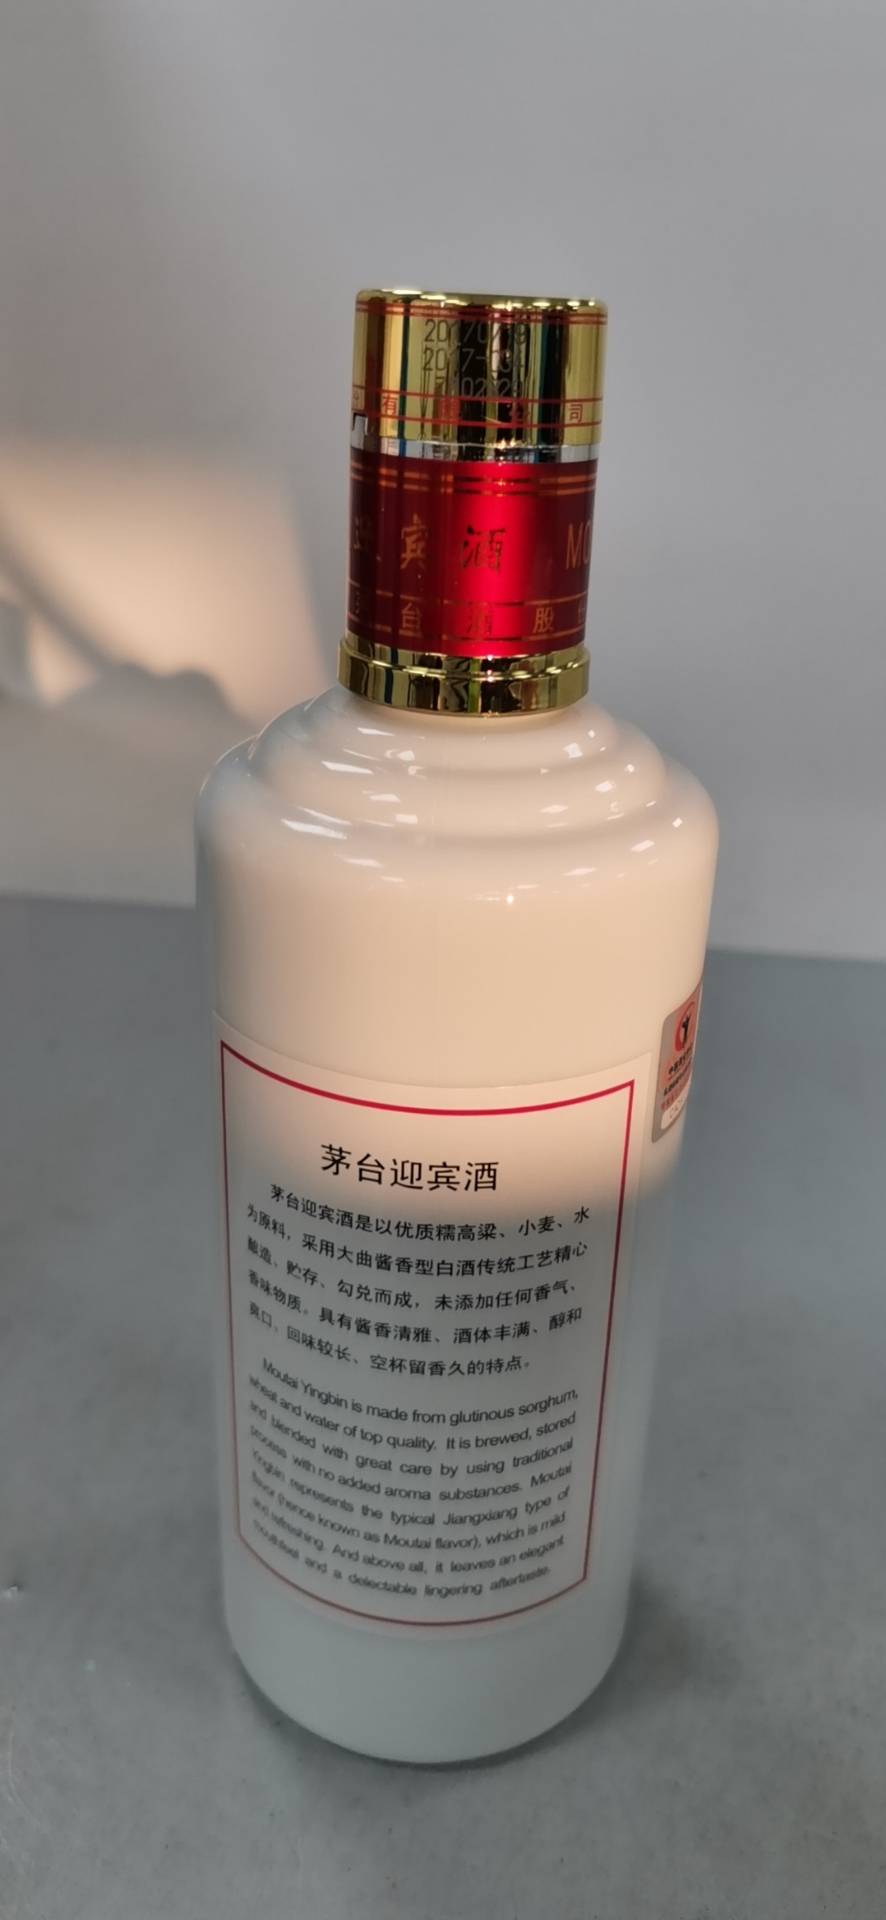 有 公 司
宾 酒 MO
台 酒 股
茅台迎宾酒
茅台迎宾酒是以优质糯高粱、小麦、水
为原料，采用大曲酱香型白酒传统工艺精心
酿造、贮存、勾兑而成，未添加任何香气、
香味物质。具有酱香清雅、酒体丰满、醇和
爽口、回味较长、空杯留香久的特点。
Moutai Yingbin is made from glutinous sorghum,
wheat and water of top quality. It is brewed, stored
and blended with great care by using traditional
process with no added aroma substances. Moutai
Yingbin represents the typical Jiangxiang type of
flavor (hence known as Moutai flavor), which is mild
and refreshing. And above all, it leaves an elegant
mouthfeel and a delectable lingering aftertaste.